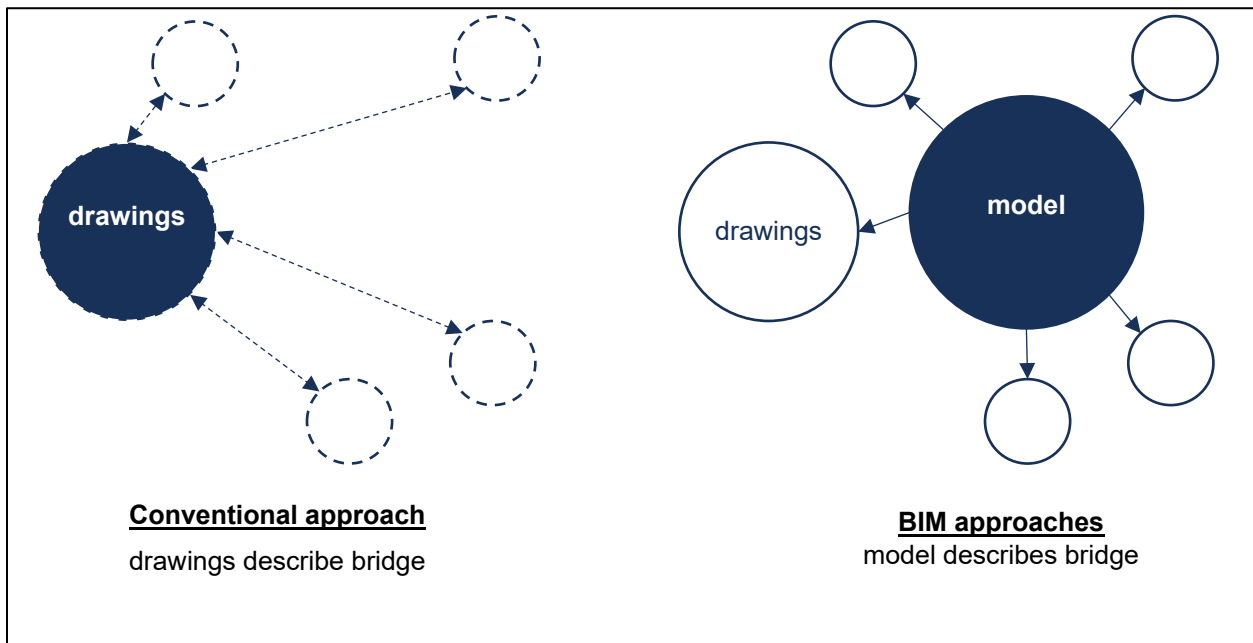 drawings
Conventional approach
drawings describe bridge
model
drawings
BIM approaches
model describes bridge